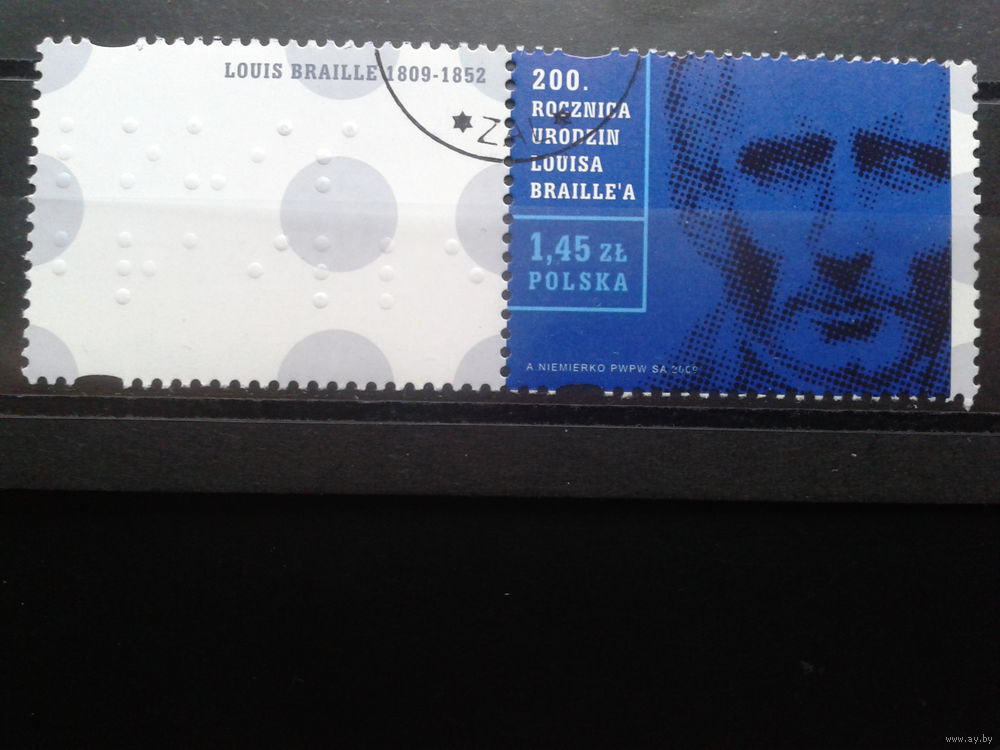 LOUIS BRAILLE 1809-1852
⠇⠕⠥⠊⠎
⠃⠗⠁⠊⠇⠇⠑
200.
ROCZNICA
URODZIN
LOUISA
BRAILLE'A
1,45 ZŁ
POLSKA
A.NIEMIERKO PWPW SA 2009
www.ay.by